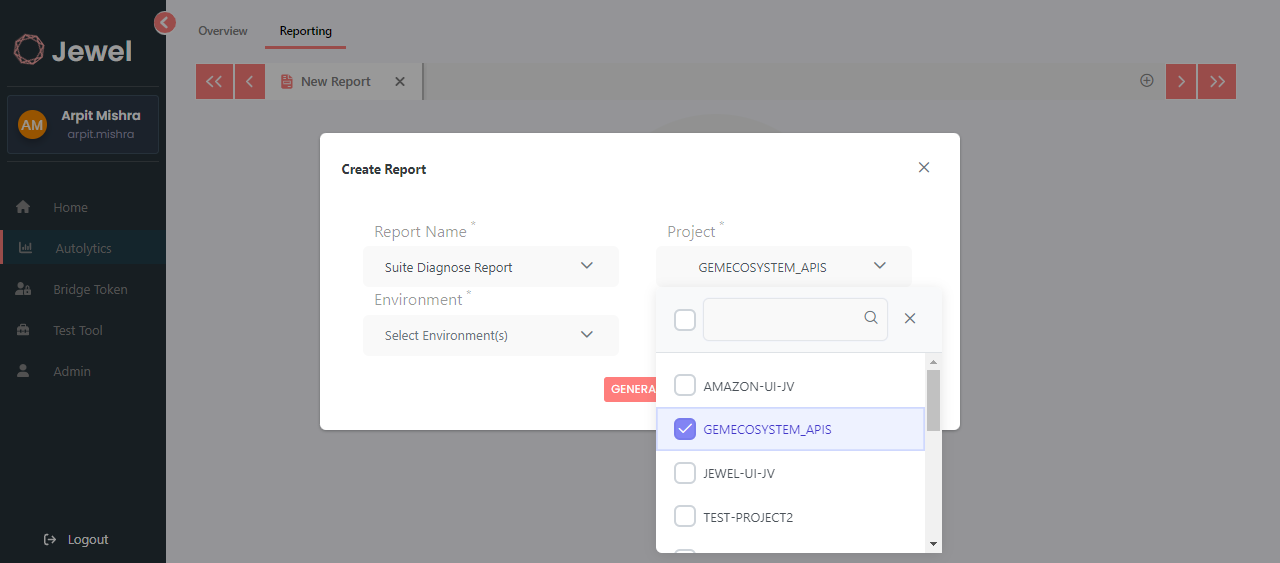 Jewel
AM
Arpit Mishra
arpit.mishra
Home
Autolytics
Bridge Token
Test Tool
Admin
Logout
Overview
Reporting
New Report
Create Report
Report Name *
Project *
Suite Diagnose Report
GEMECOSYSTEM_APIS
Environment *
Select Environment(s)
GENERA
AMAZON-UI-JV
GEMECOSYSTEM_APIS
JEWEL-UI-JV
TEST-PROJECT2